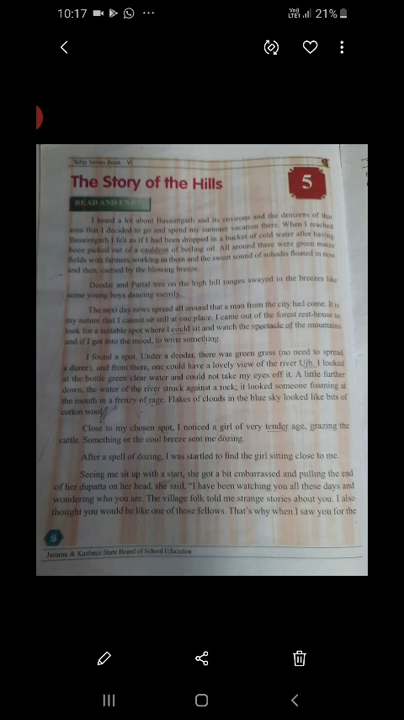 10:17 21%
Tulip Series Book - VI
The Story of the Hills
5
READ AND ENJOY
I heard a lot about Basantgarh and its environs and the denizens of that
area that I decided to go and spend my summer vacation there. When I reached
Basantgarh I felt as if I had been dropped in a bucket of cold water after having
been picked out of a cauldron of boiling oil. All around there were green maize
fields with farmers working in them and the sweet sound of sohadis floated in now
and then, carried by the blowing breeze.
Deodar and Partal tree on the high hill ranges swayed in the breezes like
some young boys dancing merrily.
The next day news spread all around that a man from the city had come. It is
my nature that I cannot sit still at one place. I came out of the forest rest-house to
look for a suitable spot where I could sit and watch the spectacle of the mountains
and if I got into the mood, to write something.
I found a spot. Under a deodar, there was green grass (no need to spread
a durrie), and from there, one could have a lovely view of the river Ujh. I looked
at the bottle green clear water and could not take my eyes off it. A little further
down, the water of the river struck against a rock; it looked someone foaming at
the mouth in a frenzy of rage. Flakes of clouds in the blue sky looked like bits of
cotton wool.
Close to my chosen spot, I noticed a girl of very tender age, grazing the
cattle. Something or the cool breeze sent me dozing.
After a spell of dozing, I was startled to find the girl sitting close to me.
Seeing me sit up with a start, she got a bit embarrassed and pulling the end
of her dupatta on her head, she said, "I have been watching you all these days and
wondering who you are. The village folk told me strange stories about you. I also
thought you would be like one of those fellows. That's why when I saw you for the
9
Jammu & Kashmir State Board of School Education